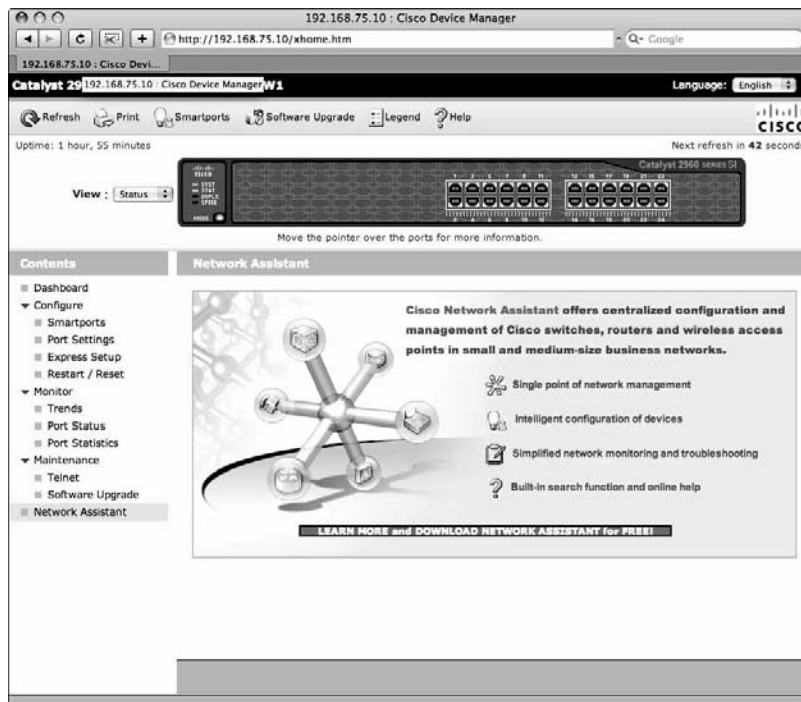 192.168.75.10 : Cisco Device Manager
http://192.168.75.10/xhome.htm
Google
192.168.75.10 : Cisco Devi...
Catalyst 29
192.168.75.10 : Cisco Device Manager
W1
Language: English
Refresh
Print
Smartports
Software Upgrade
Legend
Help
CISCO
Uptime: 1 hour, 55 minutes
Next refresh in 42 second
View : Status
SYST
STAT
DUPLX
SPEED
MODE
Catalyst 2960 SERIES SI
Move the pointer over the ports for more information.
Contents
Network Assistant
Dashboard
Configure
Smartports
Port Settings
Express Setup
Restart / Reset
Monitor
Trends
Port Status
Port Statistics
Maintenance
Telnet
Software Upgrade
Network Assistant
Cisco Network Assistant offers centralized configuration and
management of Cisco switches, routers and wireless access
points in small and medium-size business networks.
Single point of network management
Intelligent configuration of devices
Simplified network monitoring and troubleshooting
Built-in search function and online help
LEARN MORE and DOWNLOAD NETWORK ASSISTANT for FREE!